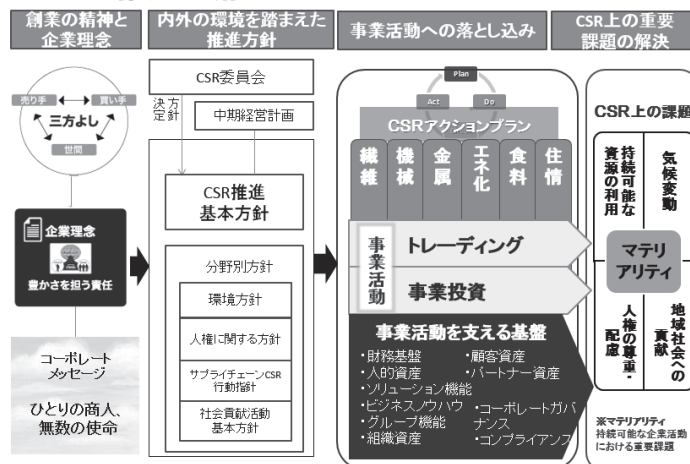 創業の精神と
企業理念
内外の環境を踏まえた
推進方針
事業活動への落とし込み
CSR上の重要
課題の解決
売り手
買い手
三方よし
世間
企業理念
豊かさを担う責任
コーポレート
メッセージ
ひとりの商人、
無数の使命
CSR委員会
方針
決定
中期経営計画
CSR推進
基本方針
分野別方針
環境方針
人権に関する方針
サプライチェーンCSR
行動指針
社会貢献活動
基本方針
Plan
Act
Do
CSRアクションプラン
繊維
機械
金属
エネ化
食料
住情
事業活動
トレーディング
事業投資
事業活動を支える基盤
・財務基盤
・人的資産
・ソリューション機能
・ビジネスノウハウ
・グループ機能
・組織資産
・顧客資産
・パートナー資産
・コーポレートガバ
ナンス
・コンプライアンス
CSR上の課題
持続可能な
資源の利用
気候変動
マテリ
アリティ
人権の尊重・
配慮
地域社会への
貢献
※マテリアリティ
持続可能な企業活動
における重要課題